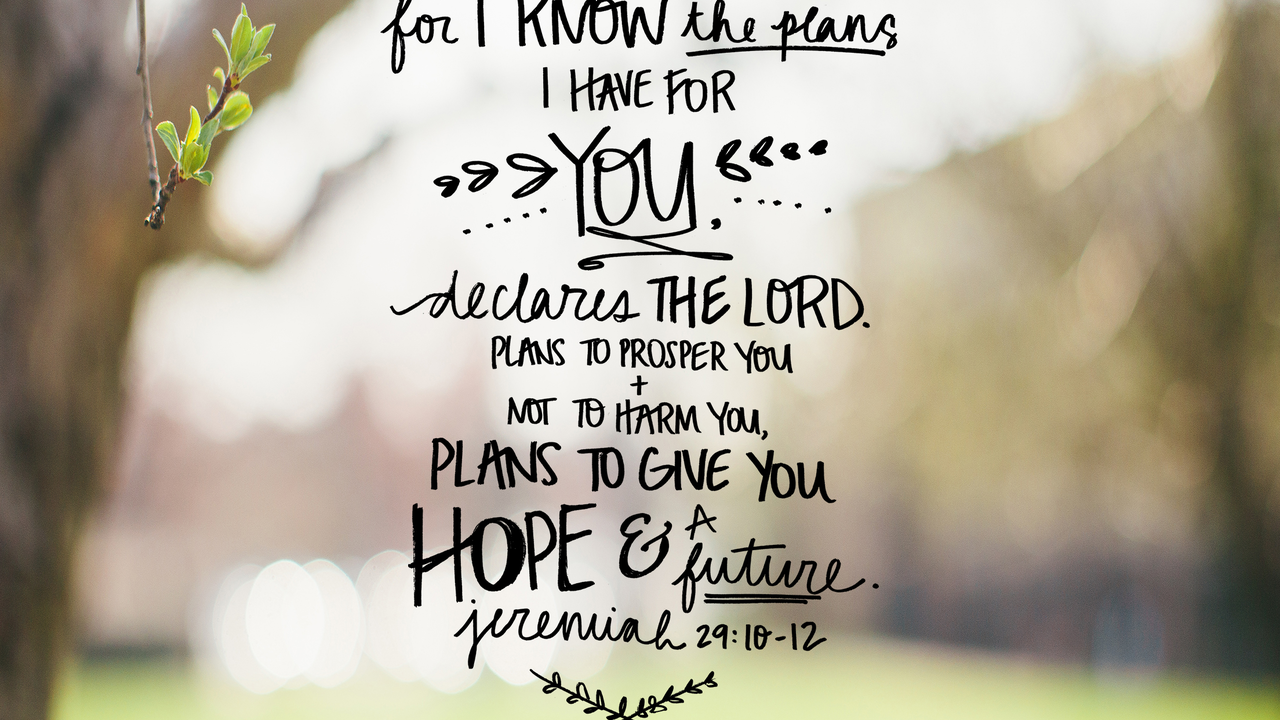 for I KNOW the plans
I HAVE FOR
YOU,
declares THE LORD.
PLANS TO PROSPER YOU
+
NOT TO HARM YOU,
PLANS TO GIVE YOU
HOPE & A
future.
jeremiah 29:10-12